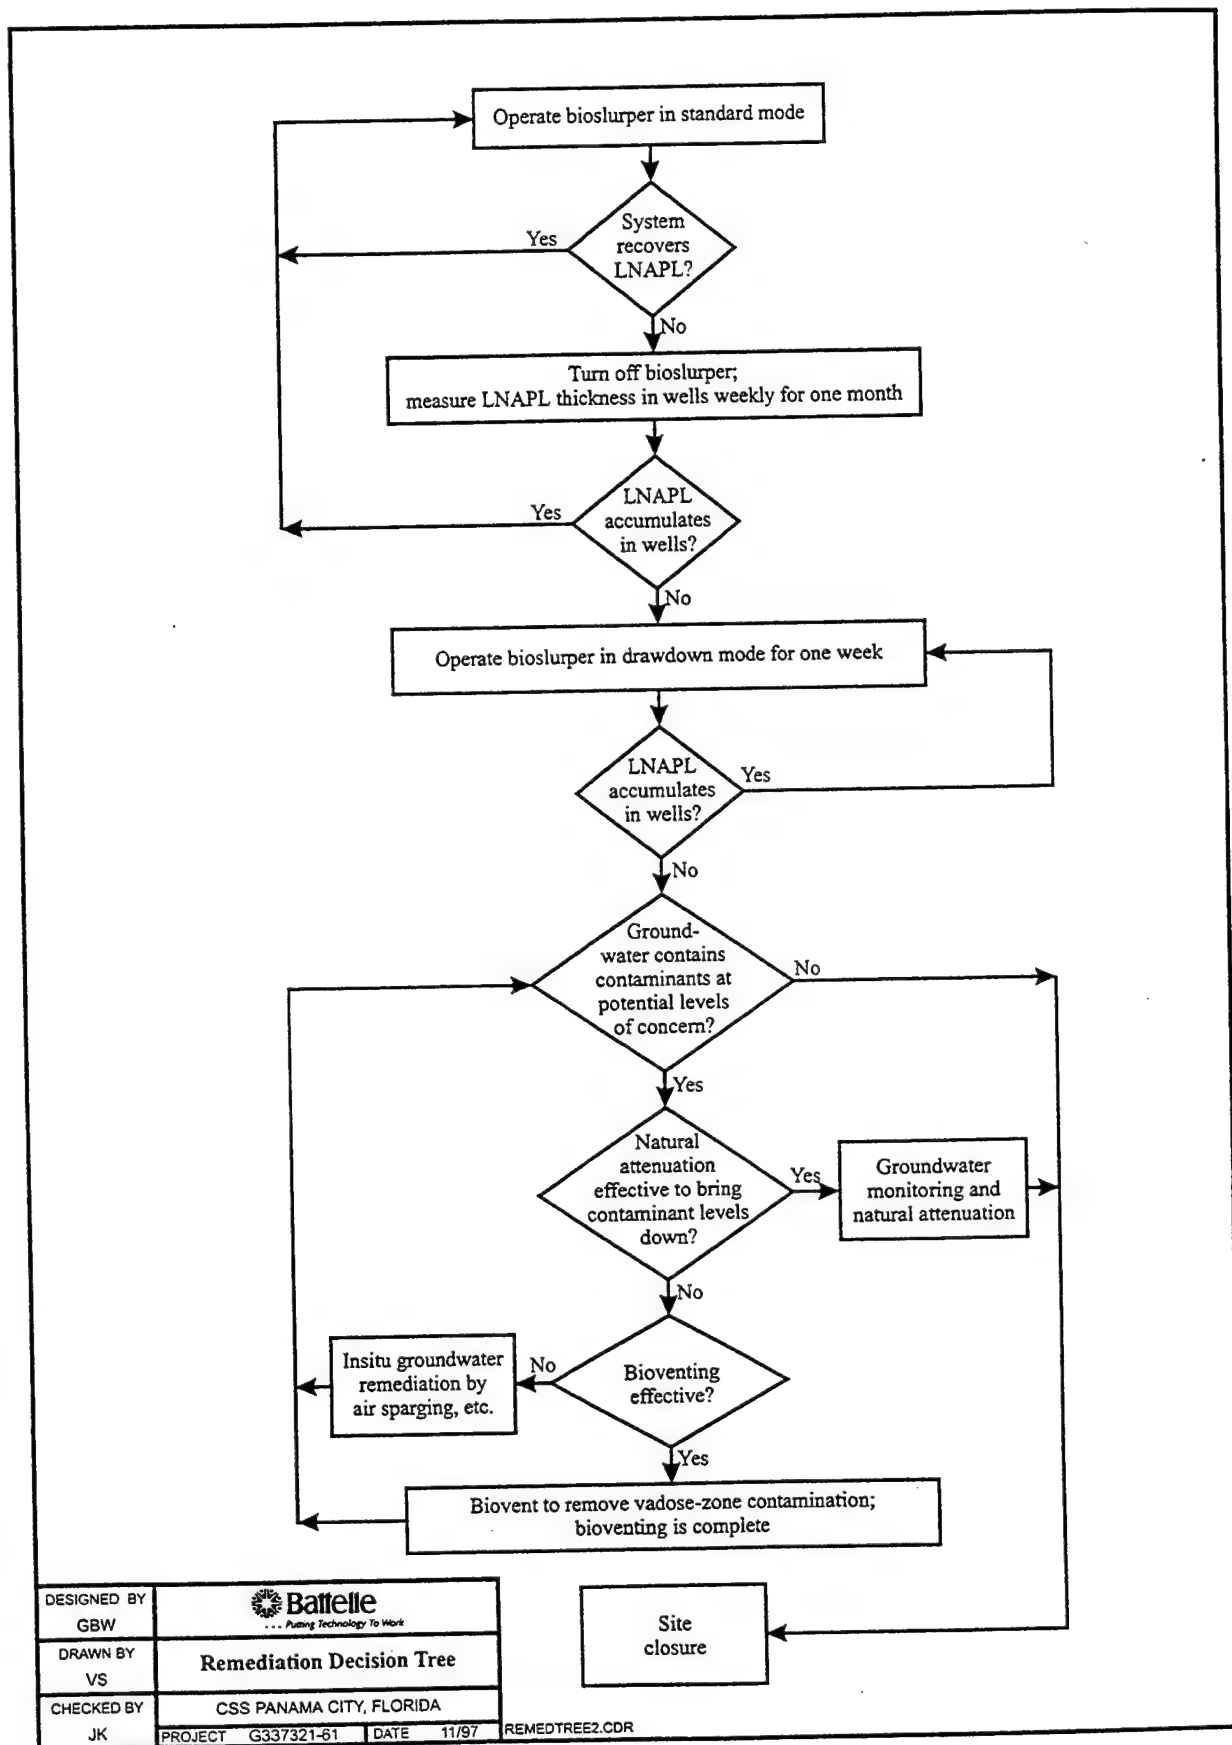 Operate bioslurper in standard mode
System
recovers
LNAPL?
Yes
No
Turn off bioslurper;
measure LNAPL thickness in wells weekly for one month
LNAPL
accumulates
in wells?
Yes
No
Operate bioslurper in drawdown mode for one week
LNAPL
accumulates
in wells?
Yes
No
Ground-
water contains
contaminants at
potential levels
of concern?
No
Yes
Natural
attenuation
effective to bring
contaminant levels
down?
Yes
Groundwater
monitoring and
natural attenuation
No
Bioventing
effective?
No
Insitu groundwater
remediation by
air sparging, etc.
Yes
Biovent to remove vadose-zone contamination;
bioventing is complete
Site
closure
DESIGNED BY
GBW
Battelle
... Putting Technology To Work
DRAWN BY
VS
Remediation Decision Tree
CHECKED BY
JK
CSS PANAMA CITY, FLORIDA
PROJECT G337321-61 DATE 11/97
REMEDTREE2.CDR